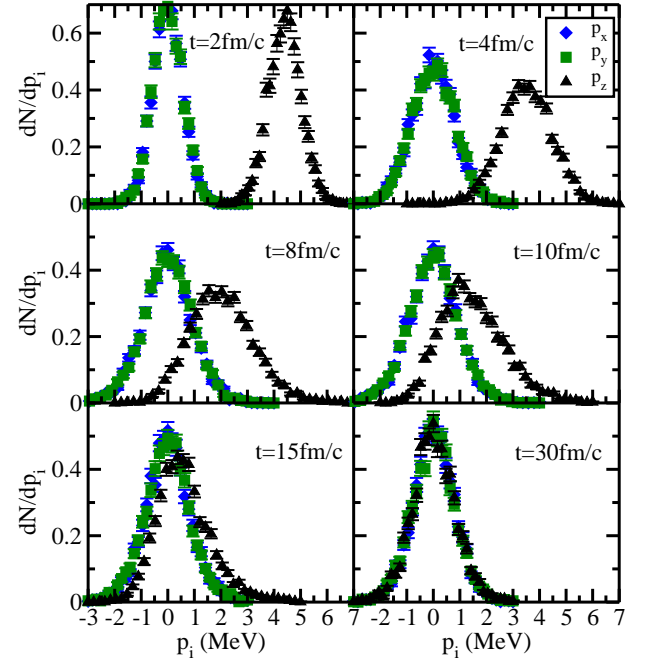 0.6
0.4
0.2
0
dN/dp_i
t=2fm/c
t=4fm/c
p_x
p_y
p_z
0.4
0.2
0
dN/dp_i
t=8fm/c
t=10fm/c
0.4
0.2
0
dN/dp_i
t=15fm/c
t=30fm/c
-3 -2 -1 0 1 2 3 4 5 6 7
-2 -1 0 1 2 3 4 5 6 7
p_i (MeV)
p_i (MeV)